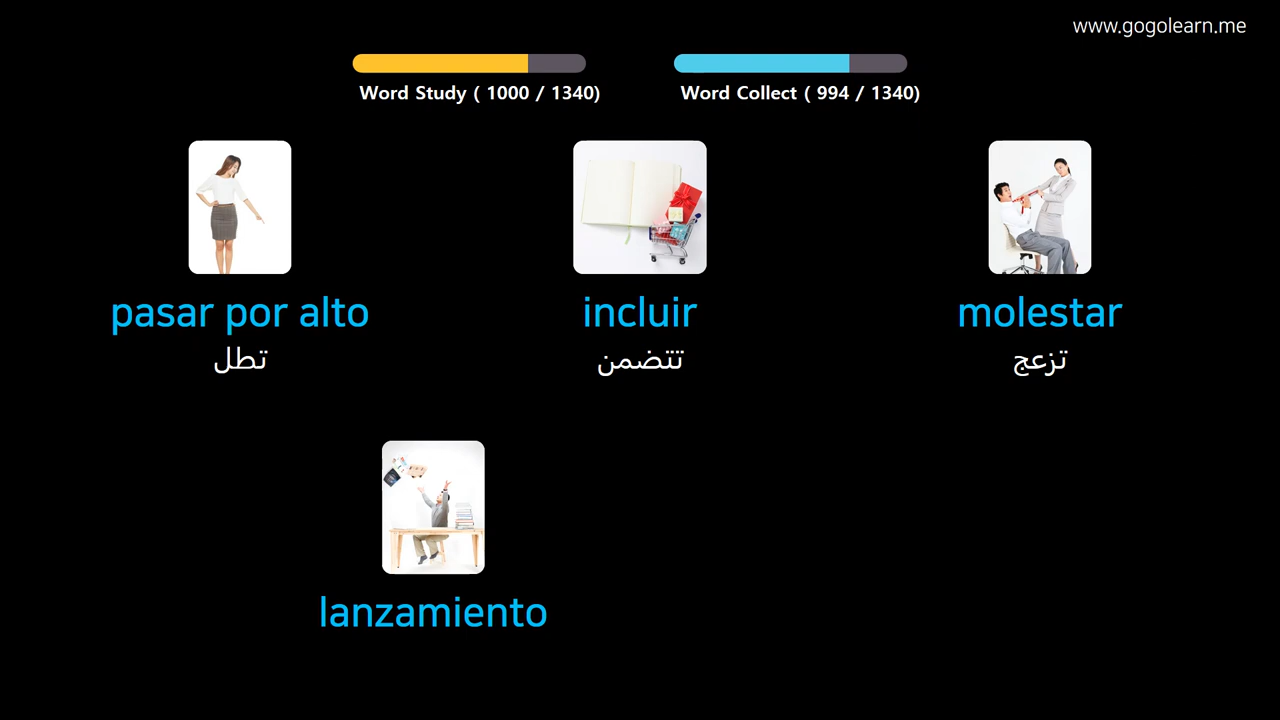 www.gogolearn.me
Word Study ( 1000 / 1340)
Word Collect ( 994 / 1340)
pasar por alto
تطل
incluir
تتضمن
molestar
تزعج
lanzamiento